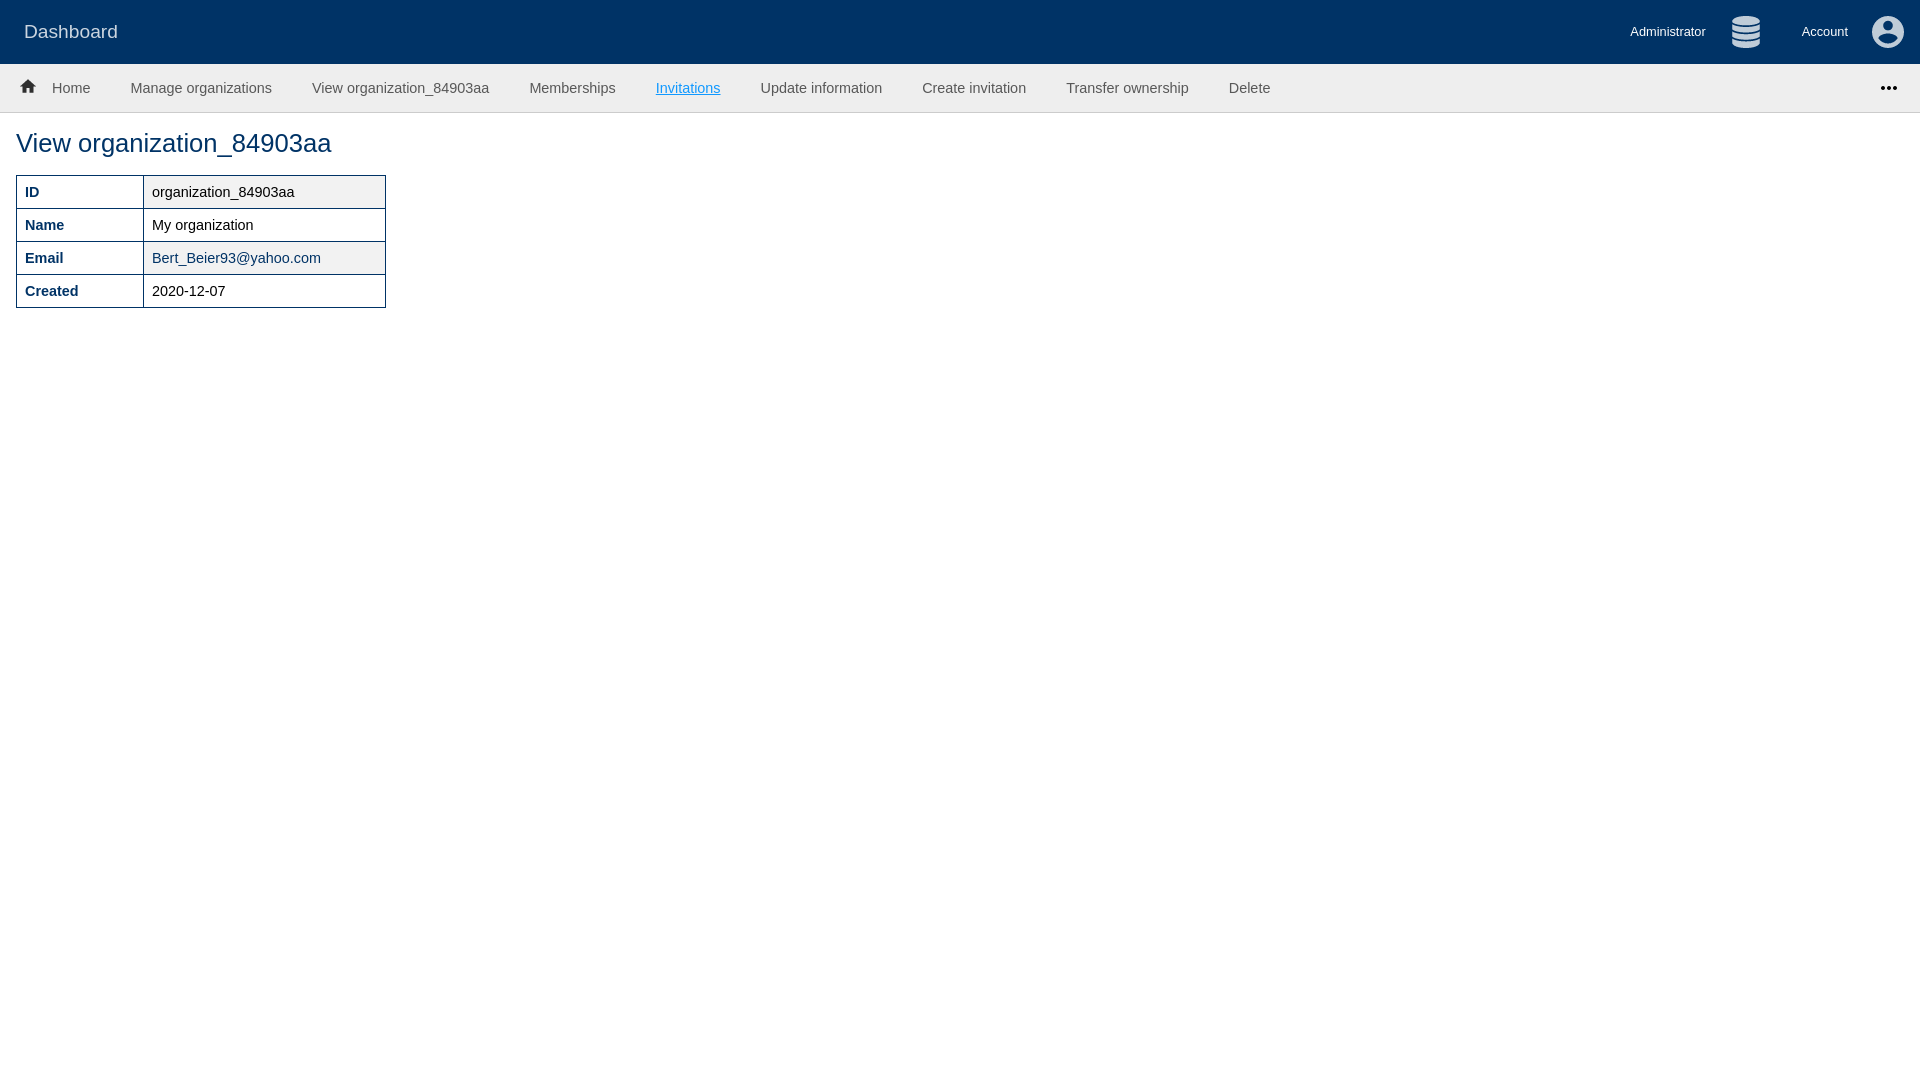 Dashboard
Administrator
Account
Home
Manage organizations
View organization_84903aa
Memberships
Invitations
Update information
Create invitation
Transfer ownership
Delete
View organization_84903aa
ID organization_84903aa
Name My organization
Email Bert_Beier93@yahoo.com
Created 2020-12-07